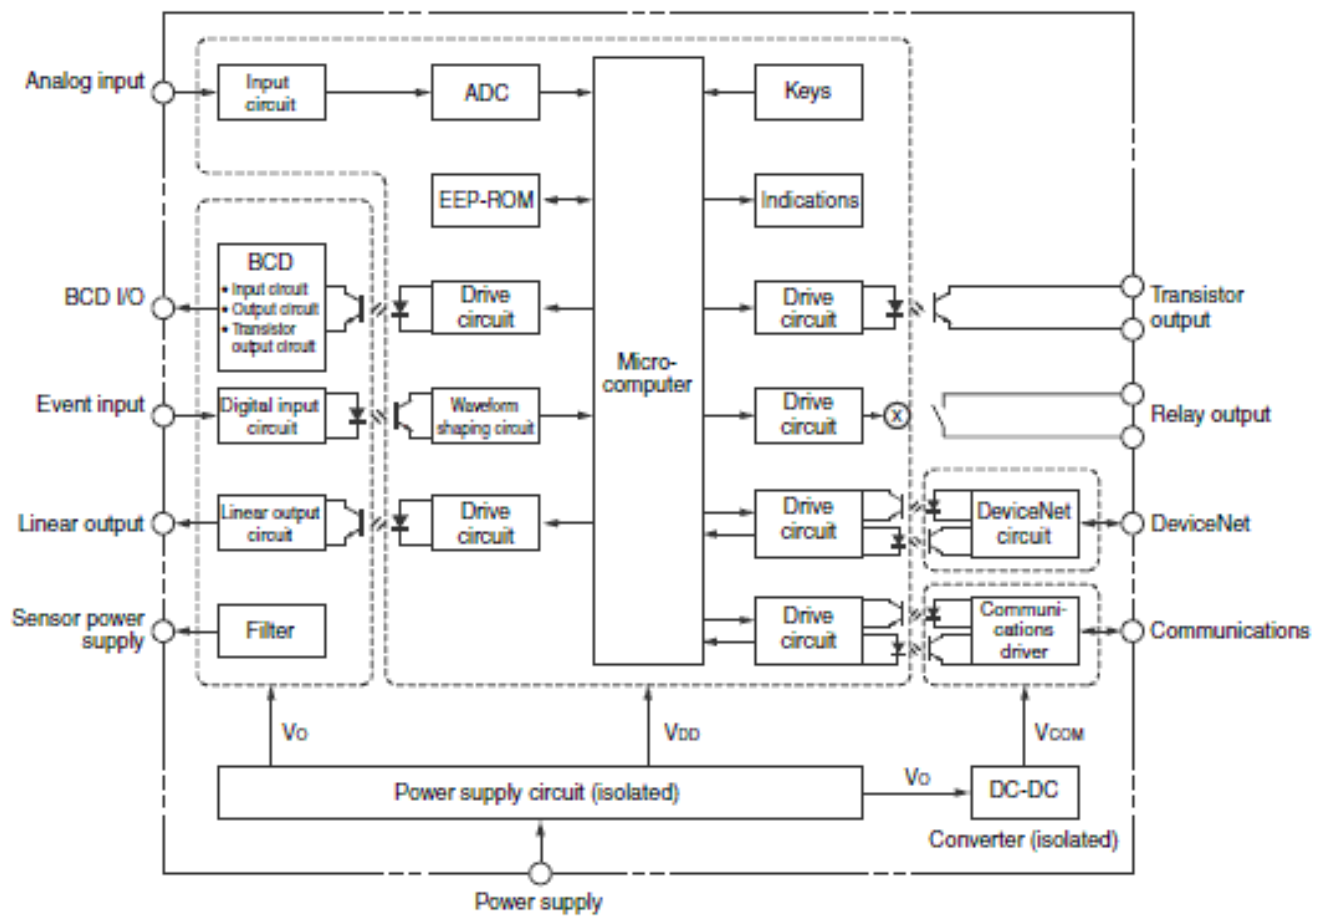 Analog input
Input
circuit
ADC
Keys
EEP-ROM
Indications
BCD
• Input circuit
• Output circuit
• Transistor
output circuit
BCD I/O
Drive
circuit
Micro-
computer
Drive
circuit
Transistor
output
Event input
Digital input
circuit
Waveform
shaping circuit
Drive
circuit
X
Relay output
Linear output
Linear output
circuit
Drive
circuit
Drive
circuit
DeviceNet
circuit
DeviceNet
Sensor power
supply
Filter
Drive
circuit
Communi-
cations
driver
Communications
VO
VDD
VCOM
Power supply circuit (isolated)
VO
DC-DC
Converter (isolated)
Power supply